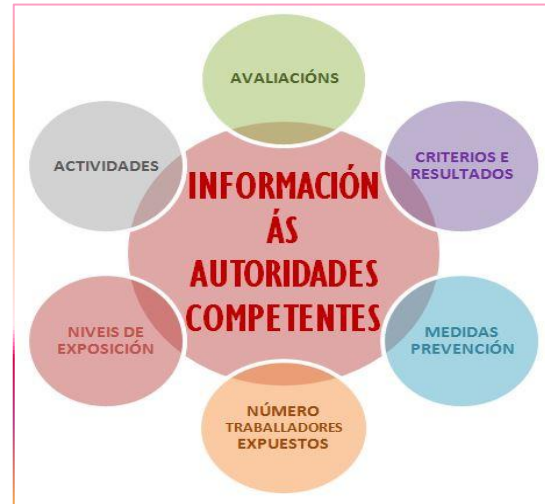 AVALIACIÓNS
CRITERIOS E
RESULTADOS
MEDIDAS
PREVENCIÓN
NÚMERO
TRABALLADORES
EXPUESTOS
NIVEIS DE
EXPOSICIÓN
ACTIVIDADES
INFORMACIÓN
ÁS
AUTORIDADES
COMPETENTES